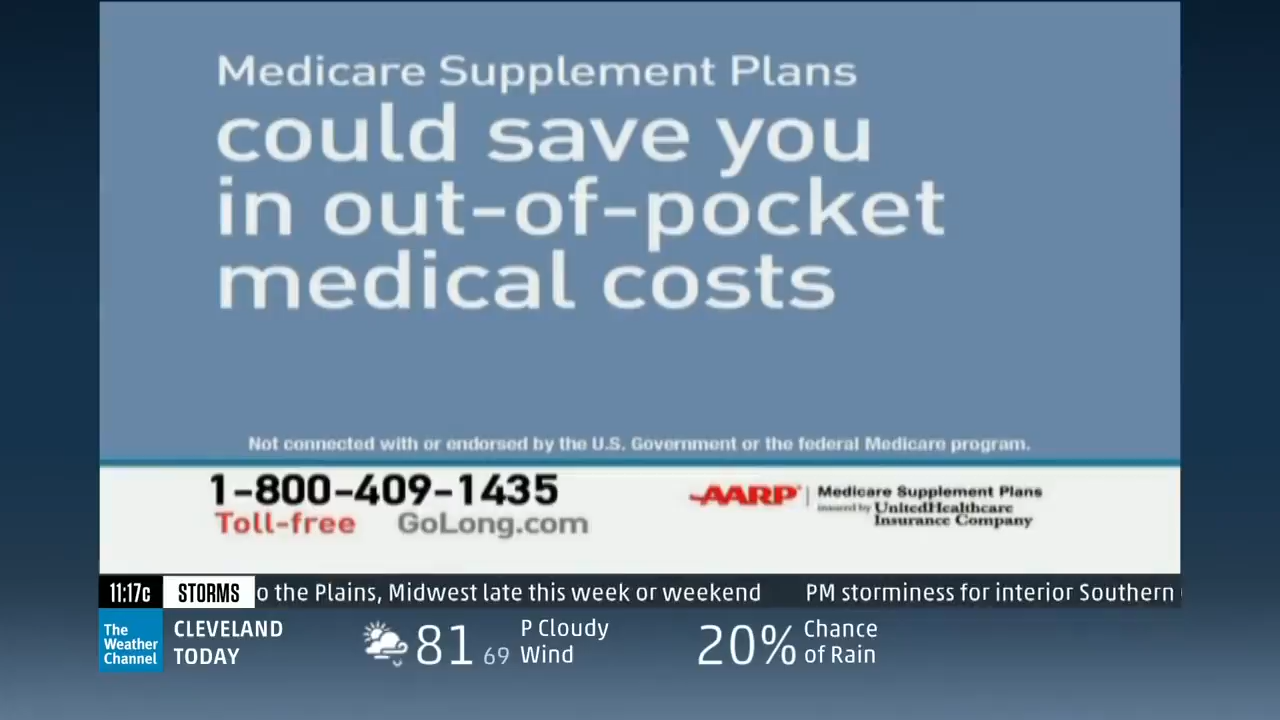 Medicare Supplement Plans
could save you
in out-of-pocket
medical costs
Not connected with or endorsed by the U.S. Government or the federal Medicare program.
1-800-409-1435
Toll-free GoLong.com
AARP Medicare Supplement Plans
insured by UnitedHealthcare
Insurance Company
11:17c STORMS o the Plains, Midwest late this week or weekend PM storminess for interior Southern
The Weather Channel
CLEVELAND
TODAY
81 69
P Cloudy
Wind
20%
Chance
of Rain